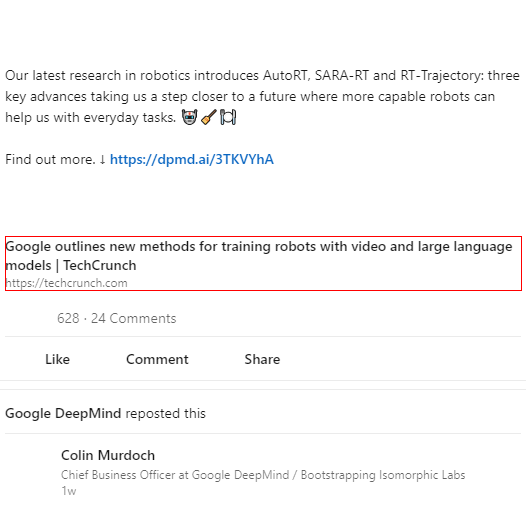 Our latest research in robotics introduces AutoRT, SARA-RT and RT-Trajectory: three
key advances taking us a step closer to a future where more capable robots can
help us with everyday tasks. 🤖🧹🍽️
Find out more. ↓ https://dpmd.ai/3TKVYhA
Google outlines new methods for training robots with video and large language
models | TechCrunch
https://techcrunch.com
628 · 24 Comments
Like Comment Share
Google DeepMind reposted this
Colin Murdoch
Chief Business Officer at Google DeepMind / Bootstrapping Isomorphic Labs
1w